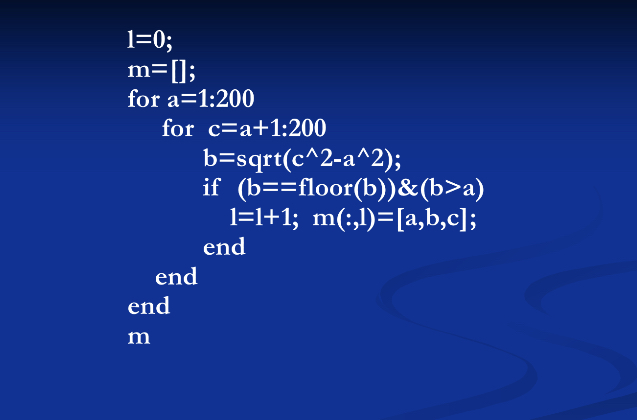 l=0;
m=[];
for a=1:200
for c=a+1:200
b=sqrt(c^2-a^2);
if (b==floor(b))&(b>a)
l=l+1; m(:,l)=[a,b,c];
end
end
end
m